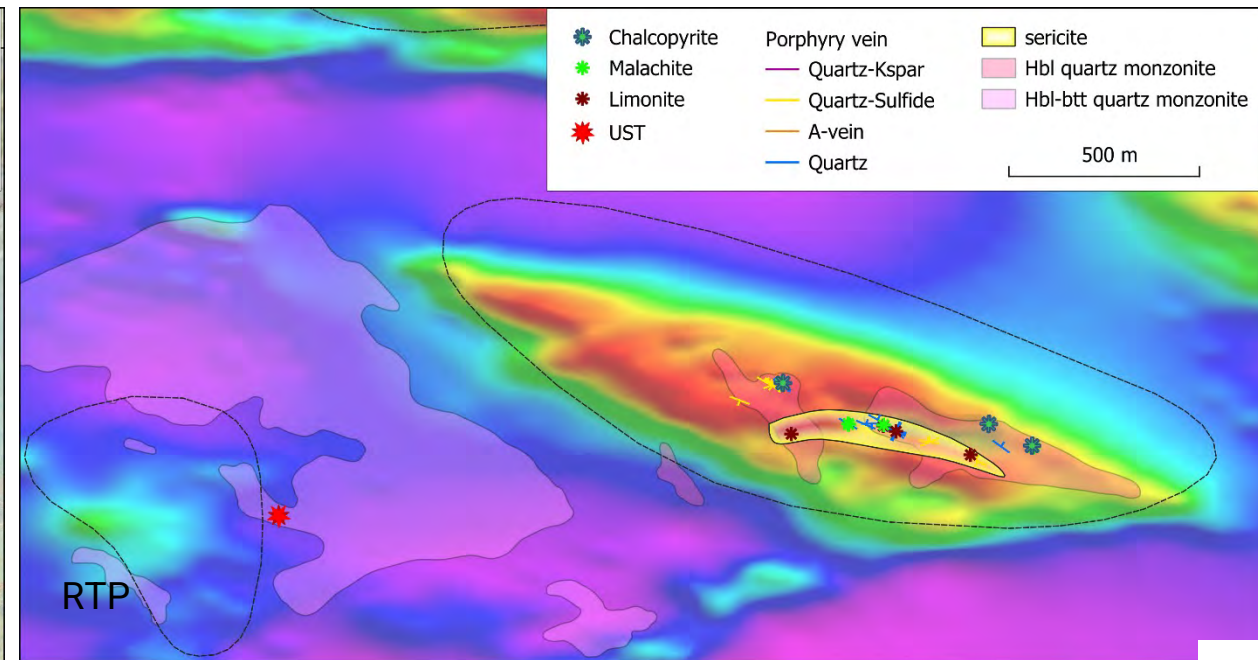 Chalcopyrite
Malachite
Limonite
UST
Porphyry vein
Quartz-Kspar
Quartz-Sulfide
A-vein
Quartz
sericite
Hbl quartz monzonite
Hbl-btt quartz monzonite
500 m
RTP